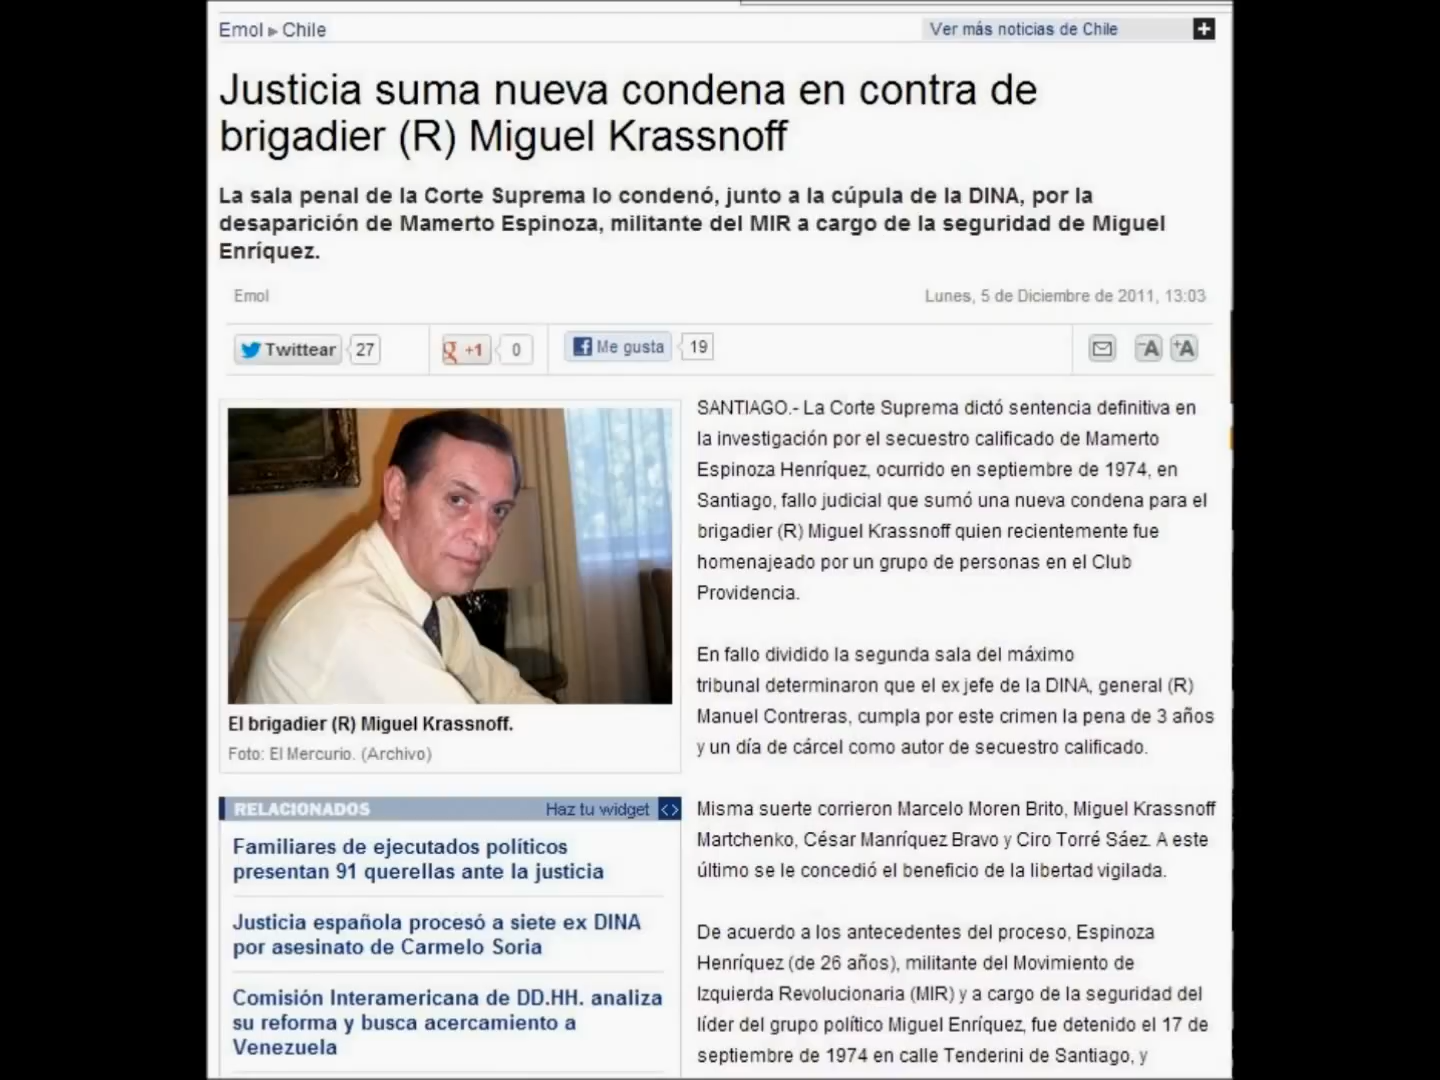 Emol ▸ Chile
Ver más noticias de Chile
Justicia suma nueva condena en contra de
brigadier (R) Miguel Krassnoff
La sala penal de la Corte Suprema lo condenó, junto a la cúpula de la DINA, por la
desaparición de Mamerto Espinoza, militante del MIR a cargo de la seguridad de Miguel
Enríquez.
Emol
Lunes, 5 de Diciembre de 2011, 13:03
Twittear 27
+1 0
Me gusta 19
-A +A
El brigadier (R) Miguel Krassnoff.
Foto: El Mercurio. (Archivo)
RELACIONADOS
Haz tu widget <>
Familiares de ejecutados políticos
presentan 91 querellas ante la justicia
Justicia española procesó a siete ex DINA
por asesinato de Carmelo Soria
Comisión Interamericana de DD.HH. analiza
su reforma y busca acercamiento a
Venezuela
SANTIAGO.- La Corte Suprema dictó sentencia definitiva en
la investigación por el secuestro calificado de Mamerto
Espinoza Henríquez, ocurrido en septiembre de 1974, en
Santiago, fallo judicial que sumó una nueva condena para el
brigadier (R) Miguel Krassnoff quien recientemente fue
homenajeado por un grupo de personas en el Club
Providencia.
En fallo dividido la segunda sala del máximo
tribunal determinaron que el ex jefe de la DINA, general (R)
Manuel Contreras, cumpla por este crimen la pena de 3 años
y un día de cárcel como autor de secuestro calificado.
Misma suerte corrieron Marcelo Moren Brito, Miguel Krassnoff
Martchenko, César Manríquez Bravo y Ciro Torré Sáez. A este
último se le concedió el beneficio de la libertad vigilada.
De acuerdo a los antecedentes del proceso, Espinoza
Henríquez (de 26 años), militante del Movimiento de
Izquierda Revolucionaria (MIR) y a cargo de la seguridad del
líder del grupo político Miguel Enríquez, fue detenido el 17 de
septiembre de 1974 en calle Tenderini de Santiago, y